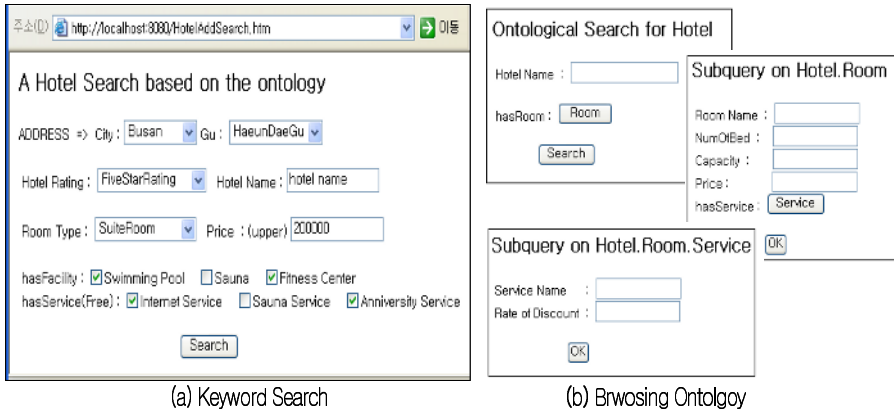 주소(D) http://localhost:8080/HotelAddSearch.htm 이동
A Hotel Search based on the ontology
ADDRESS => City : Busan Gu : HaeunDaeGu
Hotel Rating : FiveStarRating Hotel Name : hotel name
Room Type : SuiteRoom Price : (upper) 200000
hasFacility : Swimming Pool Sauna Fitness Center
hasService(Free) : Internet Service Sauna Service Anniversity Service
Search
(a) Keyword Search
Ontological Search for Hotel
Hotel Name :
hasRoom : Room
Search
Subquery on Hotel.Room
Room Name :
NumOfBed :
Capacity :
Price :
hasService : Service
OK
Subquery on Hotel.Room.Service
Service Name :
Rate of Discount :
OK
(b) Brwosing Ontolgoy